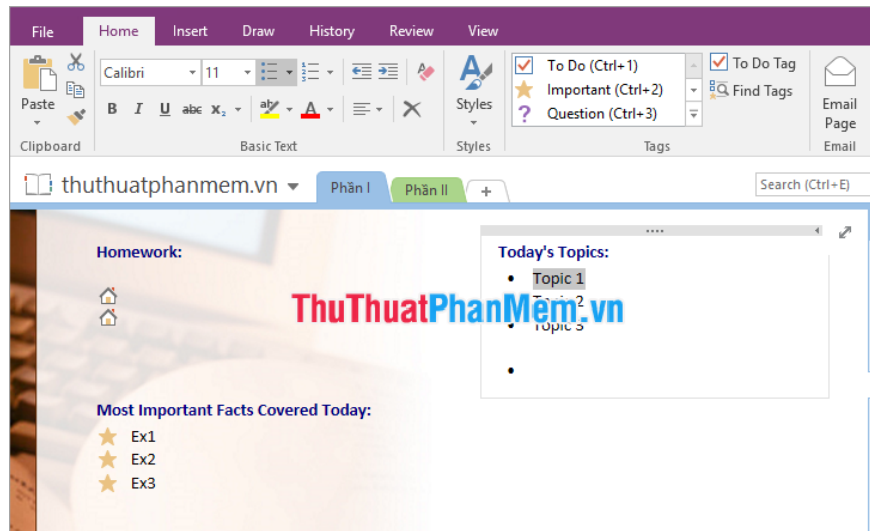 File Home Insert Draw History Review View
Calibri 11
To Do (Ctrl+1)
Important (Ctrl+2)
Question (Ctrl+3)
To Do Tag
Find Tags
Paste
B I U abc X₂ aby A
Styles
Email
Page
Clipboard Basic Text Styles Tags Email
thuthuatphanmem.vn Phần I Phần II + Search (Ctrl+E)
Homework:
Today's Topics:
• Topic 1
• Topic 2
• Topic 3
•
ThuThuatPhanMem.vn
Most Important Facts Covered Today:
Ex1
Ex2
Ex3